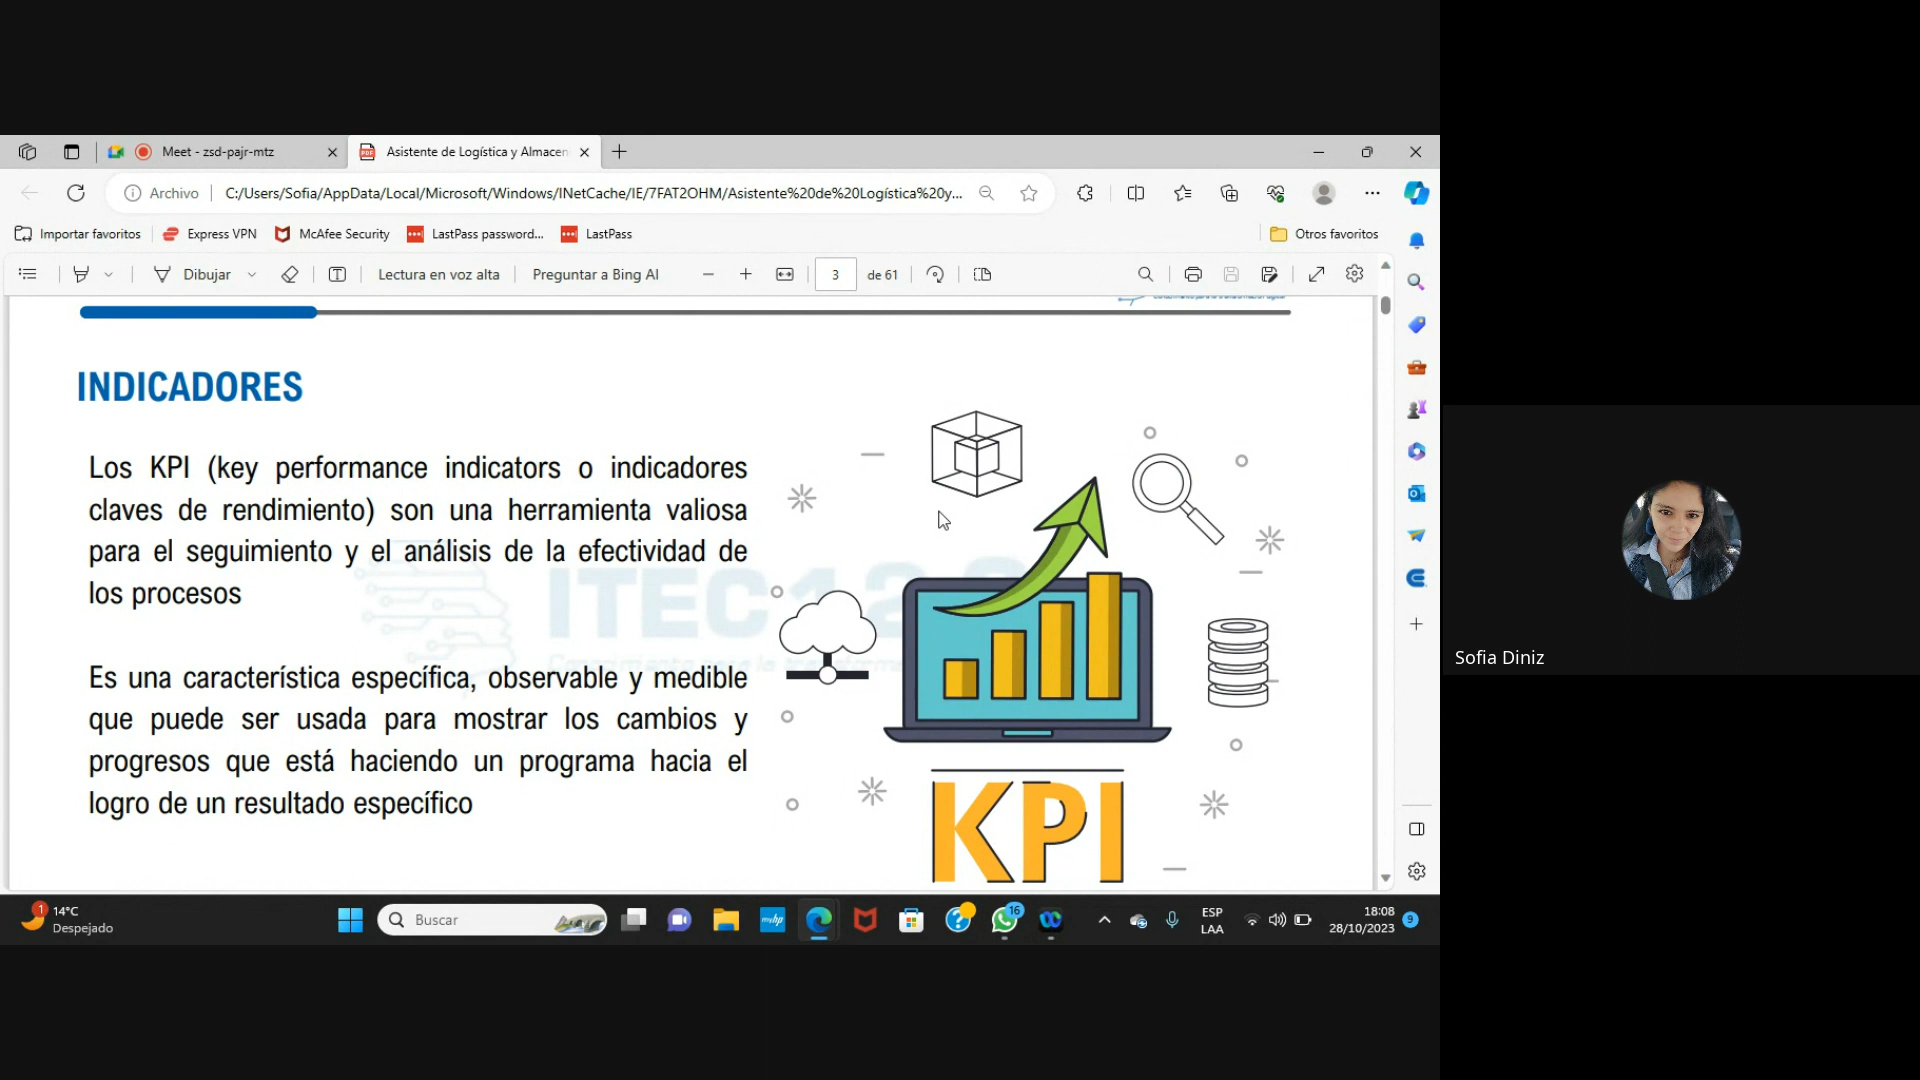 Meet - zsd-pajr-mtz
Asistente de Logística y Almacen
Archivo
C:/Users/Sofia/AppData/Local/Microsoft/Windows/INetCache/IE/7FAT2OHM/Asistente%20de%20Logística%20y...
Importar favoritos
Express VPN
McAfee Security
LastPass password...
LastPass
Otros favoritos
Dibujar
Lectura en voz alta
Preguntar a Bing AI
3
de 61
INDICADORES
Los KPI (key performance indicators o indicadores
claves de rendimiento) son una herramienta valiosa
para el seguimiento y el análisis de la efectividad de
los procesos
ITEC
Es una característica específica, observable y medible
que puede ser usada para mostrar los cambios y
progresos que está haciendo un programa hacia el
logro de un resultado específico
KPI
Sofia Diniz
1
14°C
Despejado
Buscar
myhp
16
ESP
LAA
18:08
28/10/2023
9